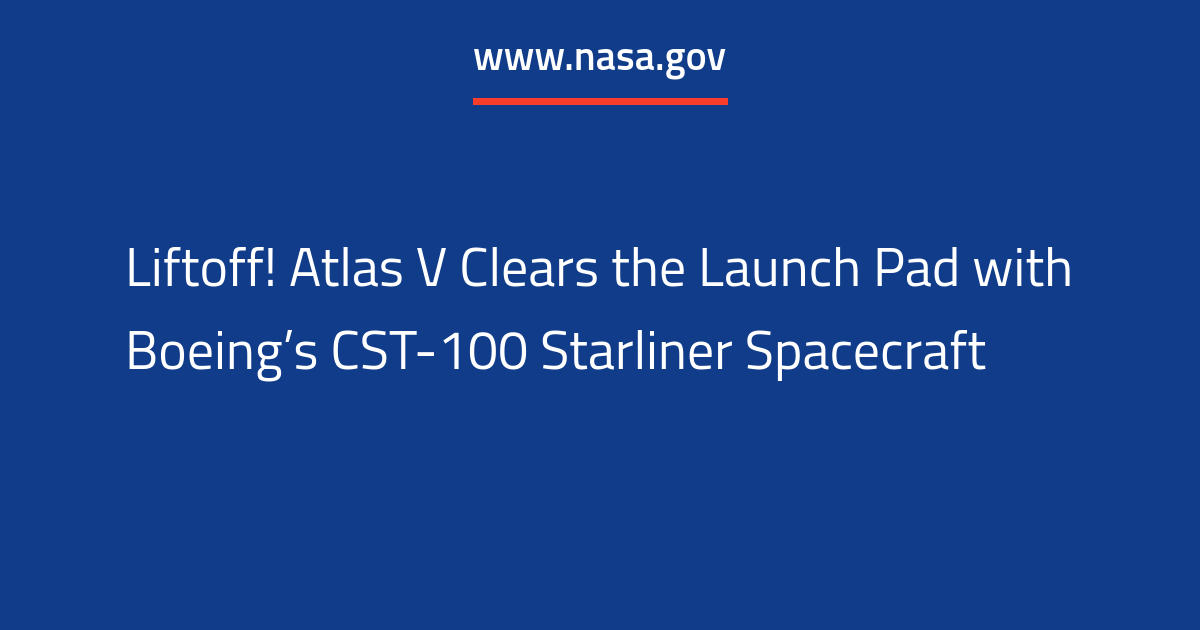 www.nasa.gov
Liftoff! Atlas V Clears the Launch Pad with
Boeing’s CST-100 Starliner Spacecraft